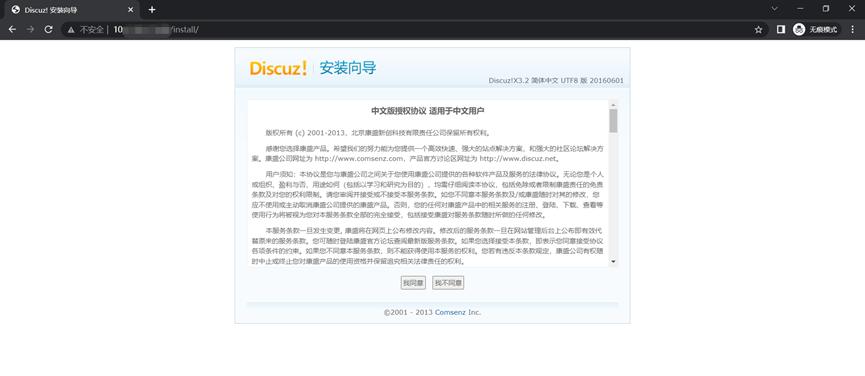 Discuz! 安装向导
不安全 | 10 /install/
无痕模式
Discuz! 安装向导
Discuz!X3.2 简体中文 UTF8 版 20160601
中文版授权协议 适用于中文用户
版权所有 (c) 2001-2013，北京康盛新创科技有限责任公司保留所有权利。
感谢您选择康盛产品。希望我们的努力能为您提供一个高效快速、强大的站点解决方案，和强大的社区论坛解决方
案。康盛公司网址为 http://www.comsenz.com，产品官方讨论区网址为 http://www.discuz.net。
用户须知：本协议是您与康盛公司之间关于您使用康盛公司提供的各种软件产品及服务的法律协议。无论您是个人
或组织、盈利与否、用途如何（包括以学习和研究为目的），均需仔细阅读本协议，包括免除或者限制康盛责任的免责
条款及对您的权利限制。请您审阅并接受或不接受本服务条款。如您不同意本服务条款及/或康盛随时对其的修改，您
应不使用或主动取消康盛公司提供的康盛产品。否则，您的任何对康盛产品中的相关服务的注册、登陆、下载、查看等
使用行为将被视为您对本服务条款全部的完全接受，包括接受康盛对服务条款随时所做的任何修改。
本服务条款一旦发生变更, 康盛将在网页上公布修改内容。修改后的服务条款一旦在网站管理后台上公布即有效代
替原来的服务条款。您可随时登陆康盛官方论坛查阅最新版服务条款。如果您选择接受本条款，即表示您同意接受协议
各项条件的约束。如果您不同意本服务条款，则不能获得使用本服务的权利。您若有违反本条款规定，康盛公司有权随
时中止或终止您对康盛产品的使用资格并保留追究相关法律责任的权利。
我同意 我不同意
©2001 - 2013 Comsenz Inc.